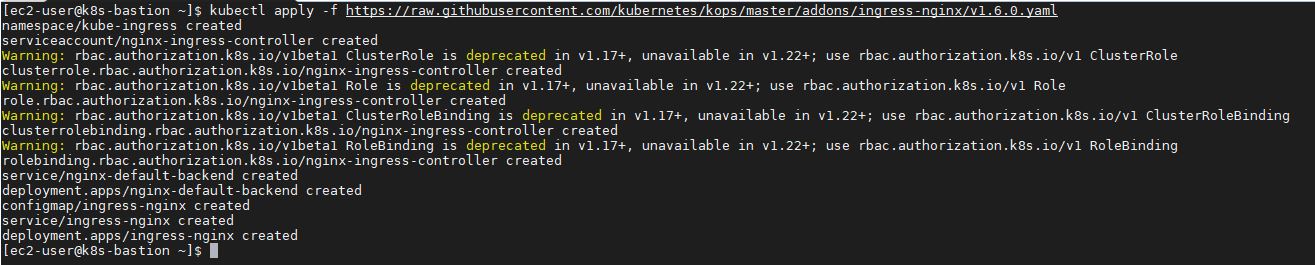 [ec2-user@k8s-bastion ~]$ kubectl apply -f https://raw.githubusercontent.com/kubernetes/kops/master/addons/ingress-nginx/v1.6.0.yaml
namespace/kube-ingress created
serviceaccount/nginx-ingress-controller created
Warning: rbac.authorization.k8s.io/v1beta1 ClusterRole is deprecated in v1.17+, unavailable in v1.22+; use rbac.authorization.k8s.io/v1 ClusterRole
clusterrole.rbac.authorization.k8s.io/nginx-ingress-controller created
Warning: rbac.authorization.k8s.io/v1beta1 Role is deprecated in v1.17+, unavailable in v1.22+; use rbac.authorization.k8s.io/v1 Role
role.rbac.authorization.k8s.io/nginx-ingress-controller created
Warning: rbac.authorization.k8s.io/v1beta1 ClusterRoleBinding is deprecated in v1.17+, unavailable in v1.22+; use rbac.authorization.k8s.io/v1 ClusterRoleBinding
clusterrolebinding.rbac.authorization.k8s.io/nginx-ingress-controller created
Warning: rbac.authorization.k8s.io/v1beta1 RoleBinding is deprecated in v1.17+, unavailable in v1.22+; use rbac.authorization.k8s.io/v1 RoleBinding
rolebinding.rbac.authorization.k8s.io/nginx-ingress-controller created
service/nginx-default-backend created
deployment.apps/nginx-default-backend created
configmap/ingress-nginx created
service/ingress-nginx created
deployment.apps/ingress-nginx created
[ec2-user@k8s-bastion ~]$